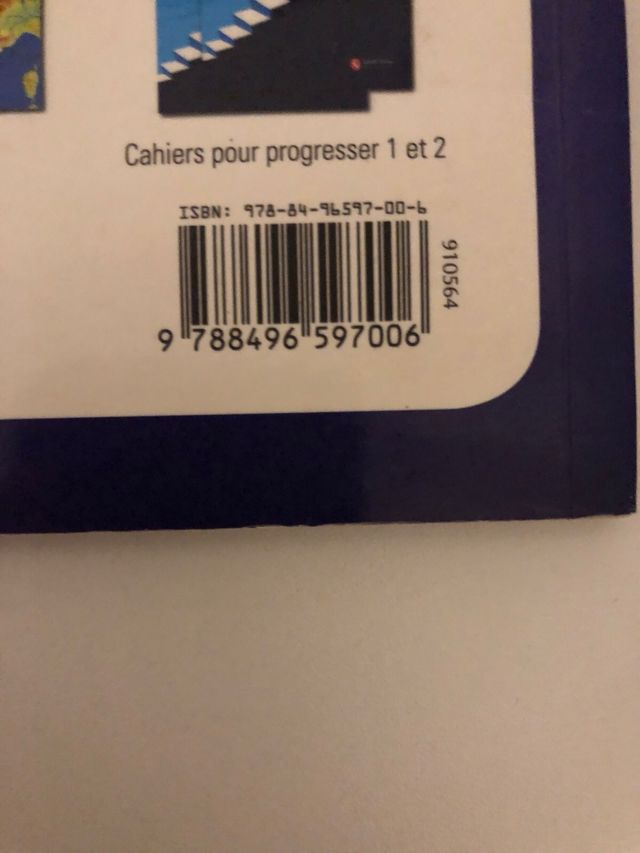 Cahiers pour progresser 1 et 2
ISBN: 978-84-96597-00-6
910564
9 788496 597006